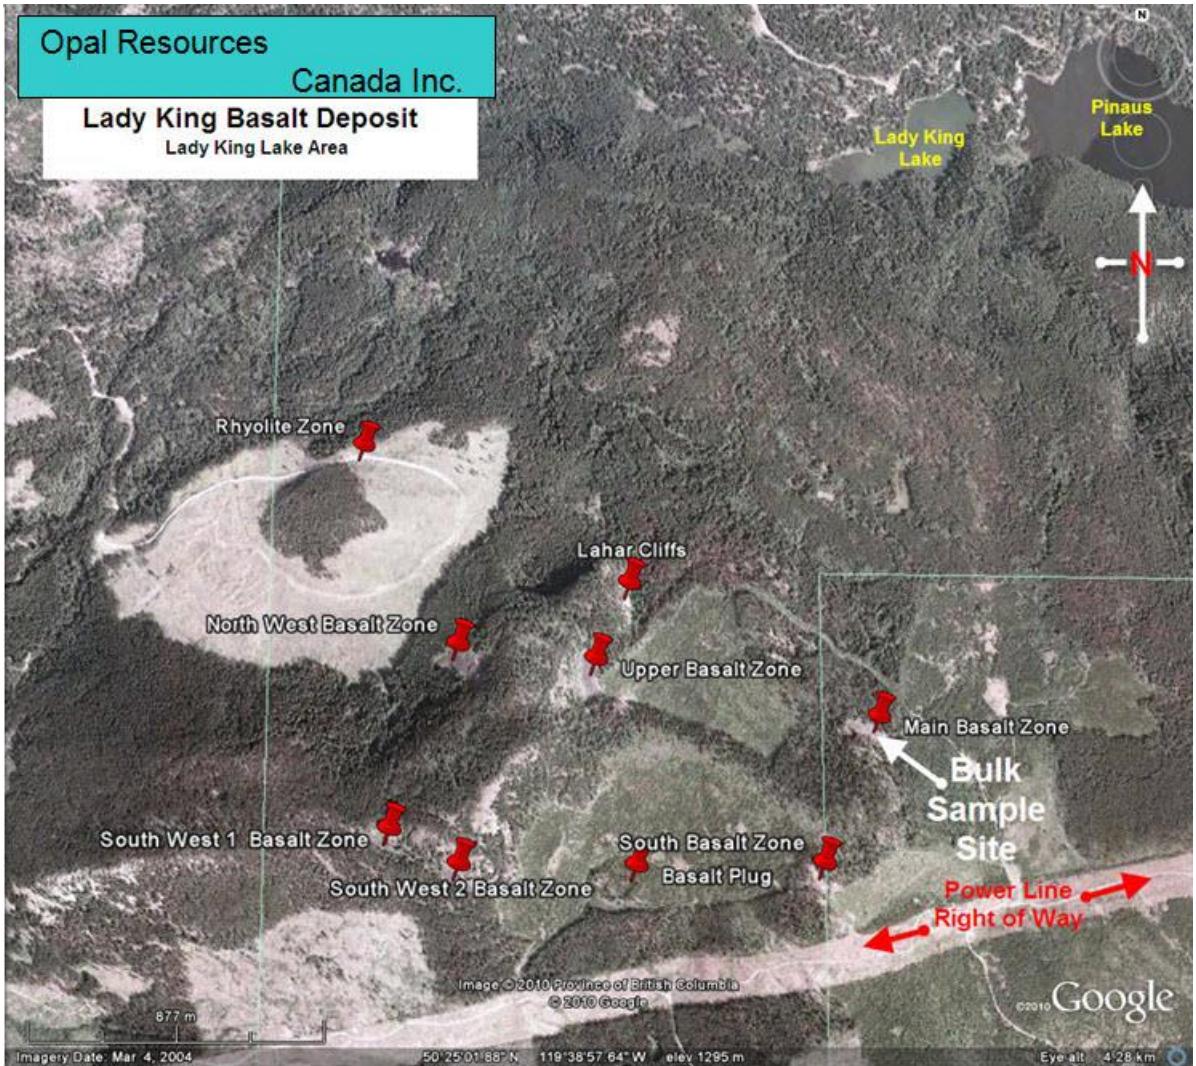 Opal Resources
Canada Inc.
Lady King Basalt Deposit
Lady King Lake Area
N
Pinaus
Lake
Lady King
Lake
N
Rhyolite Zone
Lahar Cliffs
North West Basalt Zone
Upper Basalt Zone
Main Basalt Zone
Bulk
Sample
Site
South West 1 Basalt Zone
South Basalt Zone
South West 2 Basalt Zone
Basalt Plug
Power Line
Right of Way
Image © 2010 Province of British Columbia
© 2010 Google
©2010 Google
877 m
Imagery Date: Mar 4, 2004
50°25'01.88" N 119°38'57.64" W elev 1295 m
Eye alt 4.28 km